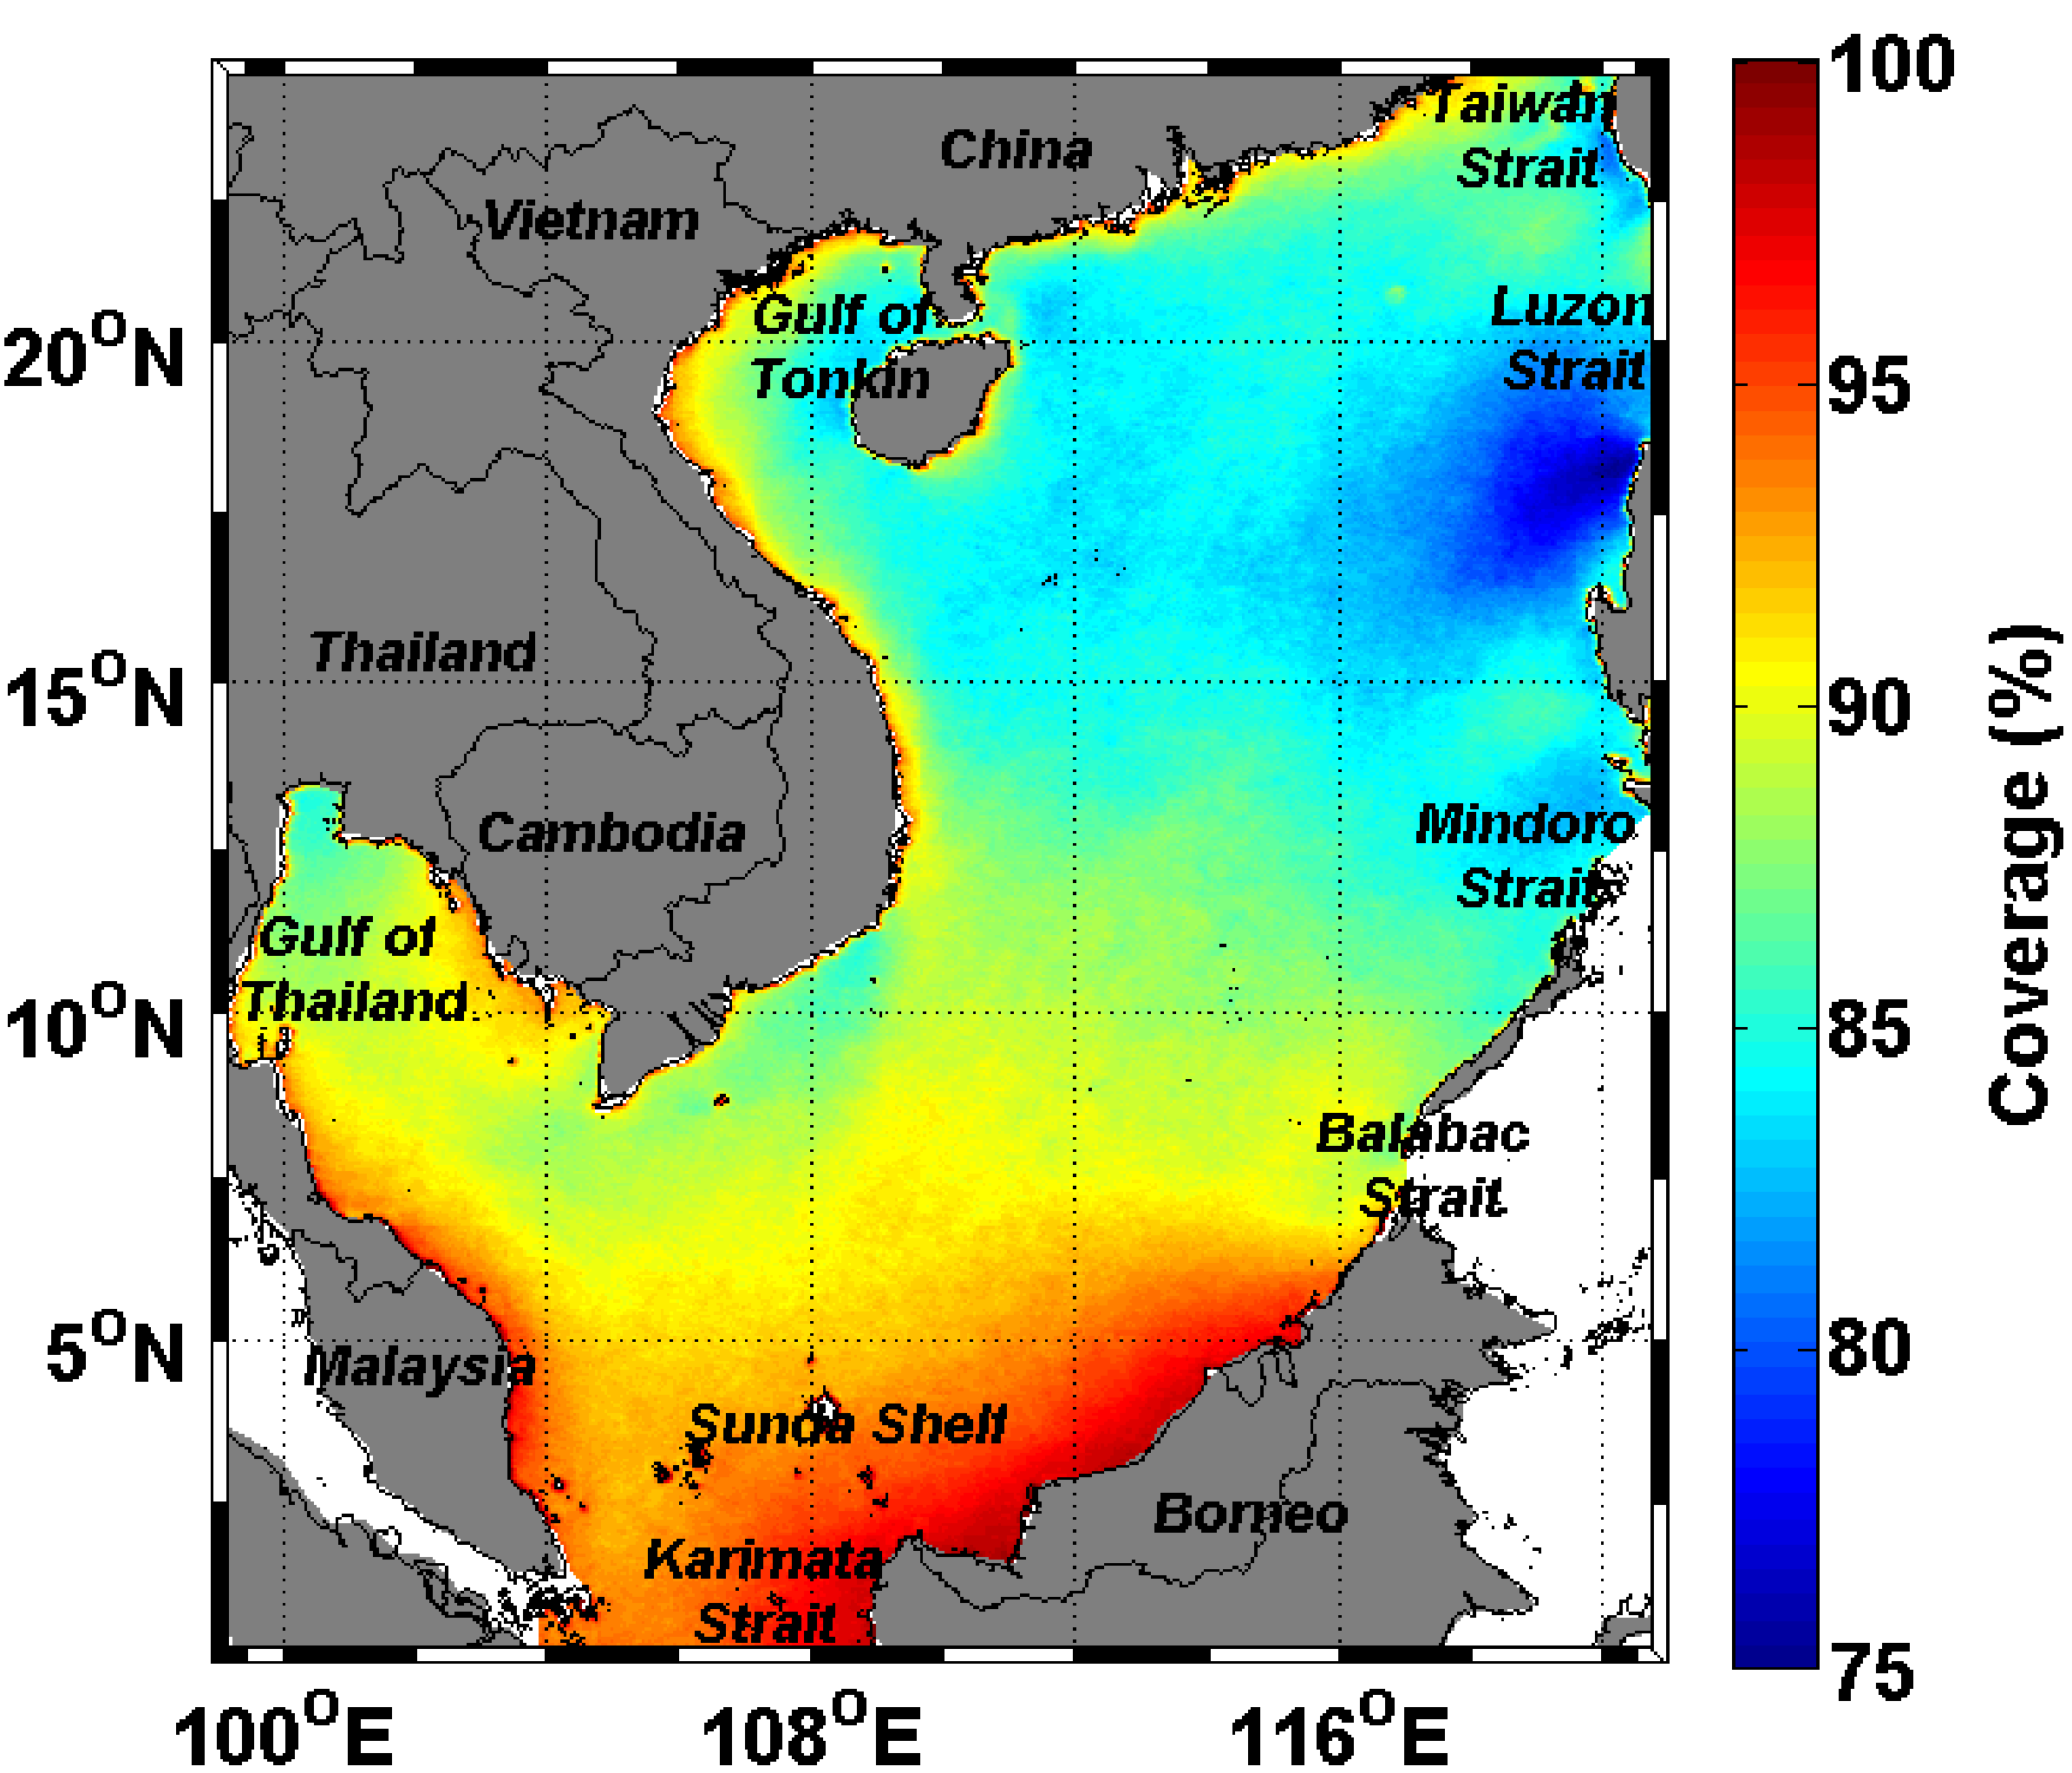 China
Taiwan
Strait
Vietnam
Gulf of
Tonkin
Luzon
Strait
Thailand
Cambodia
Mindoro
Strait
Gulf of
Thailand
Balabac
Strait
Malaysia
Sunda Shelf
Borneo
Karimata
Strait
20°N
15°N
10°N
5°N
100°E
108°E
116°E
100
95
90
85
80
75
Coverage (%)